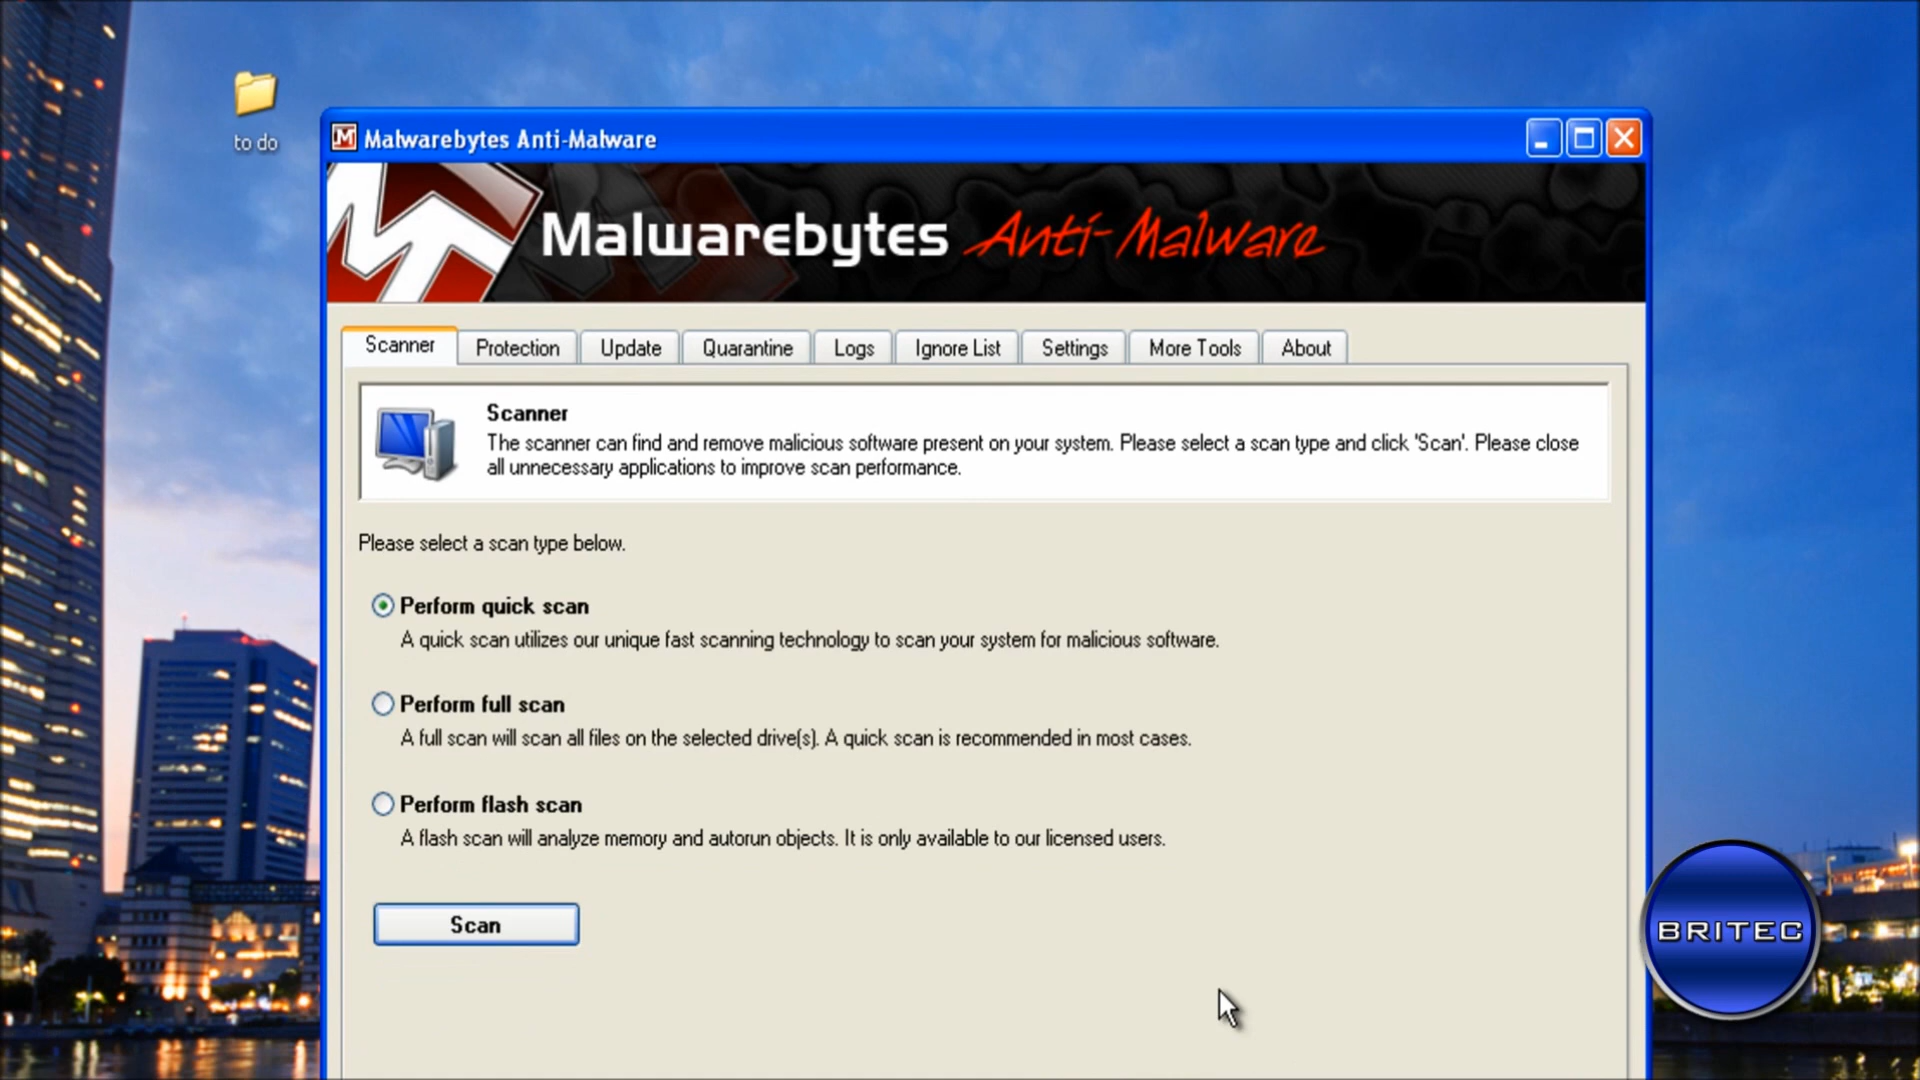 to do
Malwarebytes Anti-Malware
Malwarebytes Anti-Malware
Scanner Protection Update Quarantine Logs Ignore List Settings More Tools About
Scanner
The scanner can find and remove malicious software present on your system. Please select a scan type and click 'Scan'. Please close
all unnecessary applications to improve scan performance.
Please select a scan type below.
Perform quick scan
A quick scan utilizes our unique fast scanning technology to scan your system for malicious software.
Perform full scan
A full scan will scan all files on the selected drive(s). A quick scan is recommended in most cases.
Perform flash scan
A flash scan will analyze memory and autorun objects. It is only available to our licensed users.
Scan
BRITEC